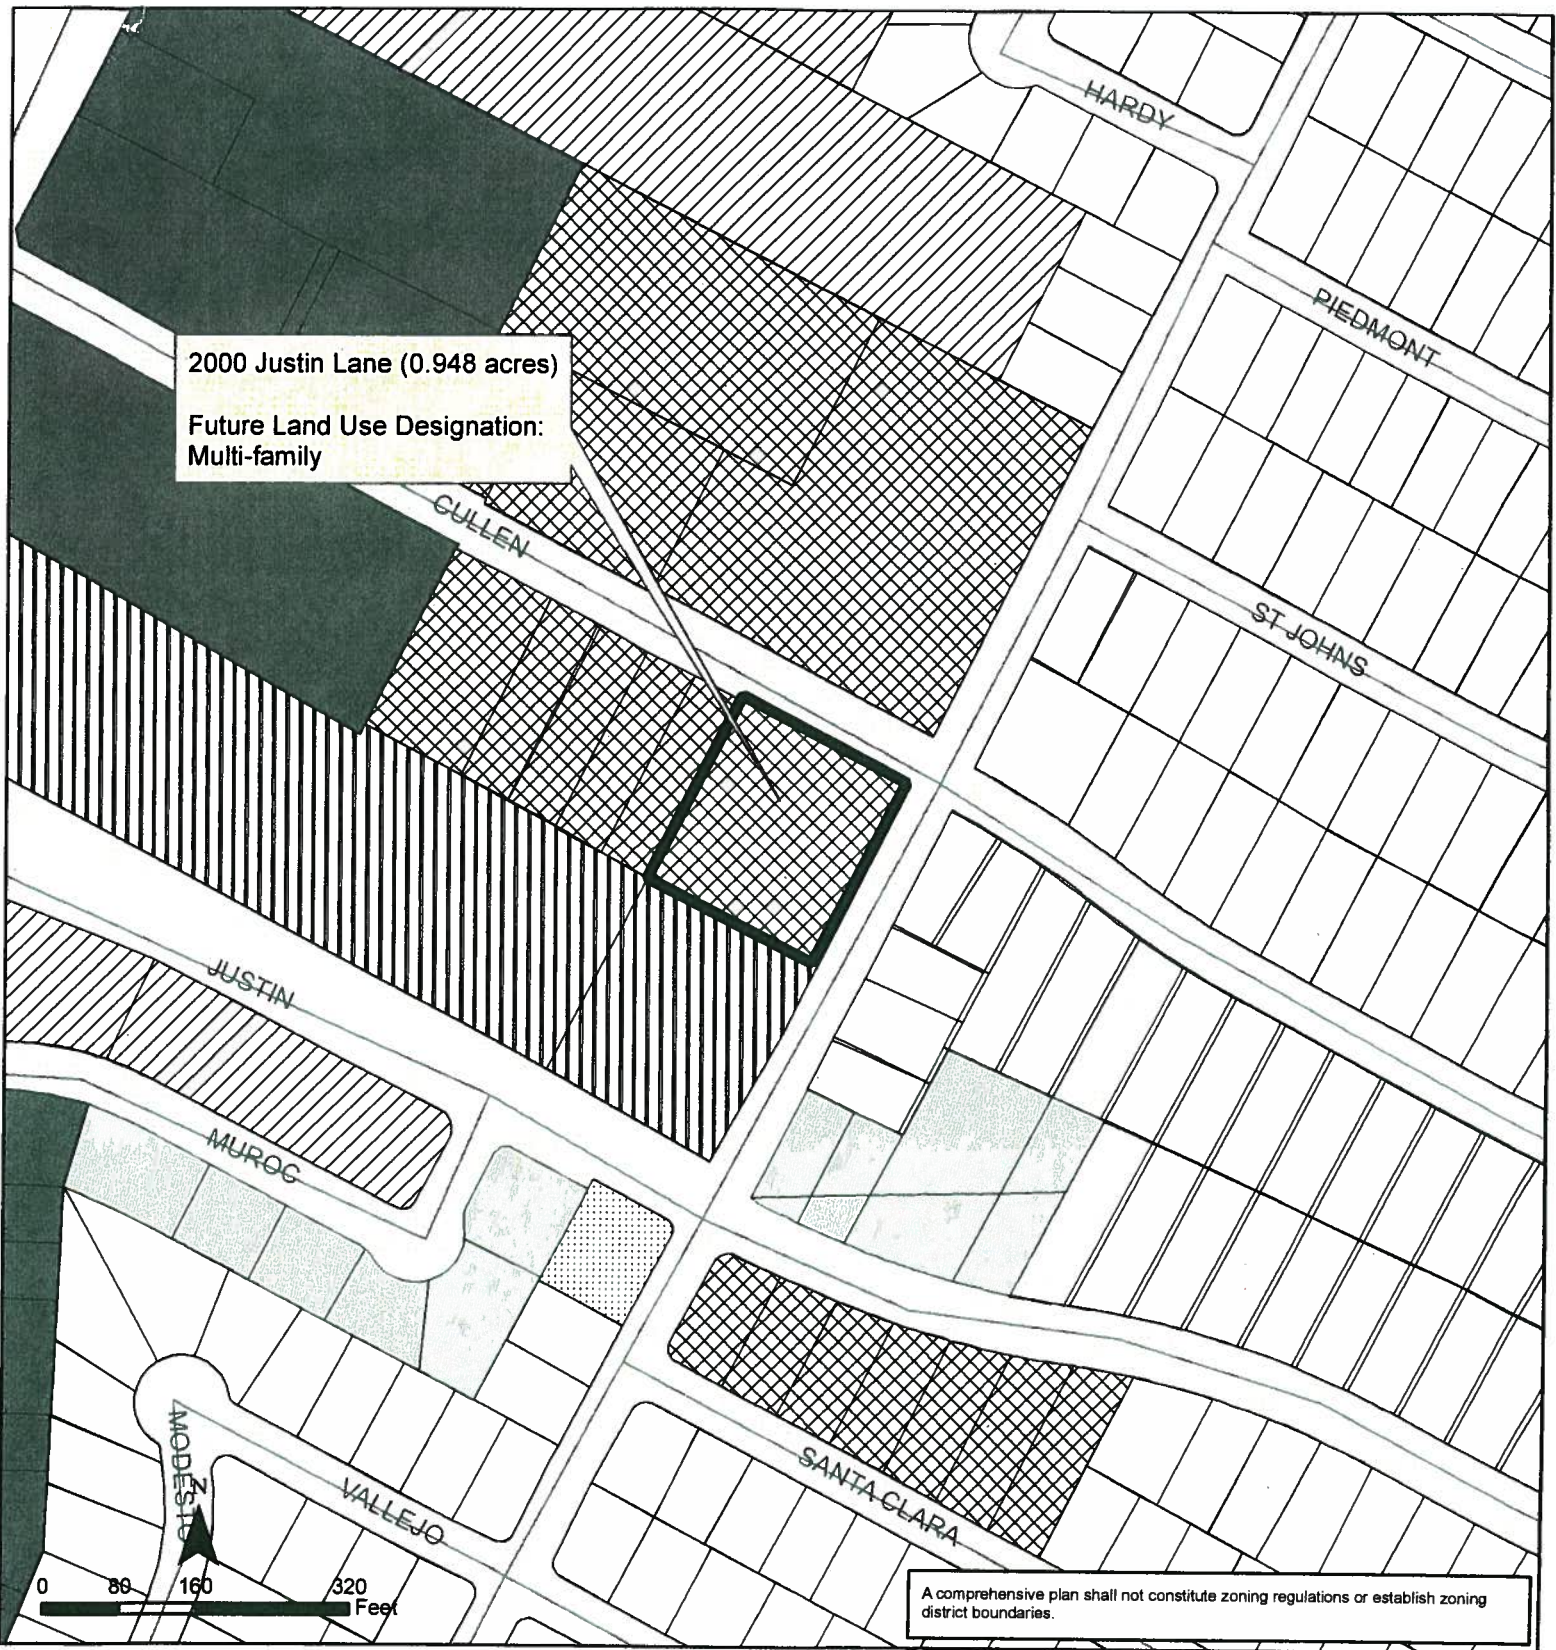 HARDY
PIEDMONT
2000 Justin Lane (0.948 acres)
Future Land Use Designation:
Multi-family
CULLEN
ST JOHNS
JUSTIN
MUROC
MODESTO
VALLEJO
SANTA CLARA
N
0 80 160 320
Feet
A comprehensive plan shall not constitute zoning regulations or establish zoning
district boundaries.